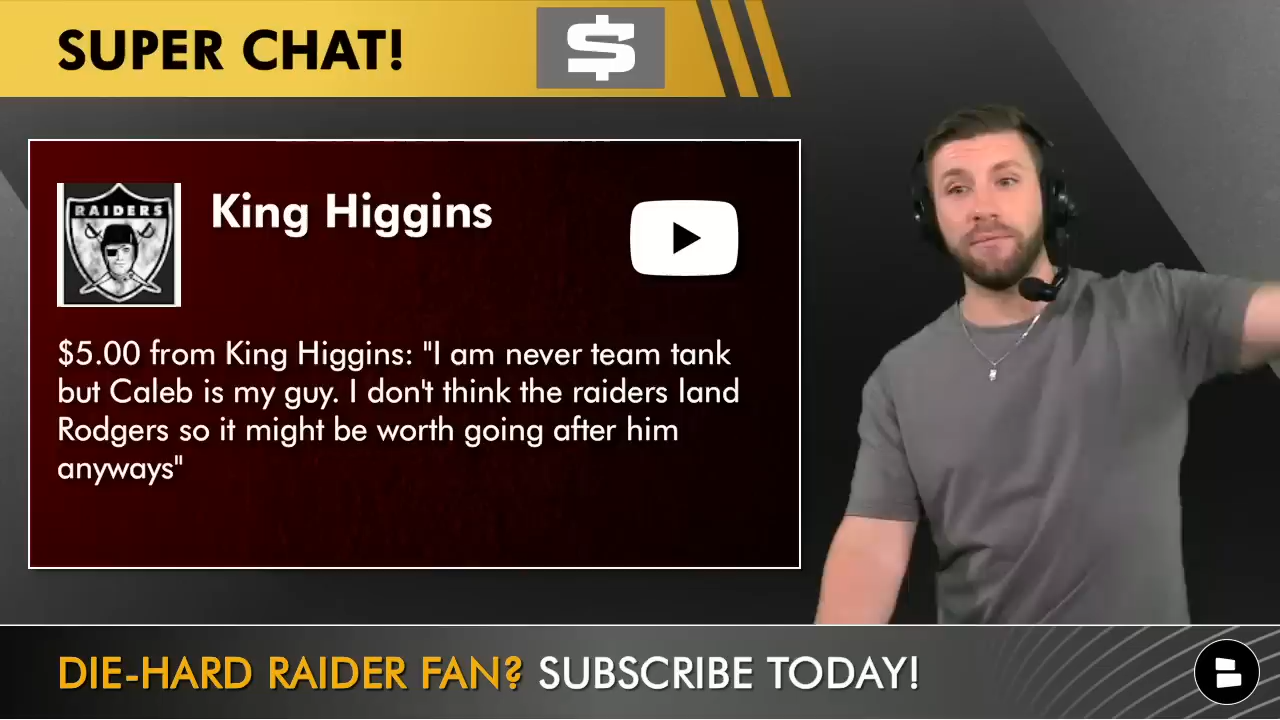 SUPER CHAT!
$
RAIDERS
King Higgins
$5.00 from King Higgins: "I am never team tank
but Caleb is my guy. I don't think the raiders land
Rodgers so it might be worth going after him
anyways"
DIE-HARD RAIDER FAN? SUBSCRIBE TODAY!